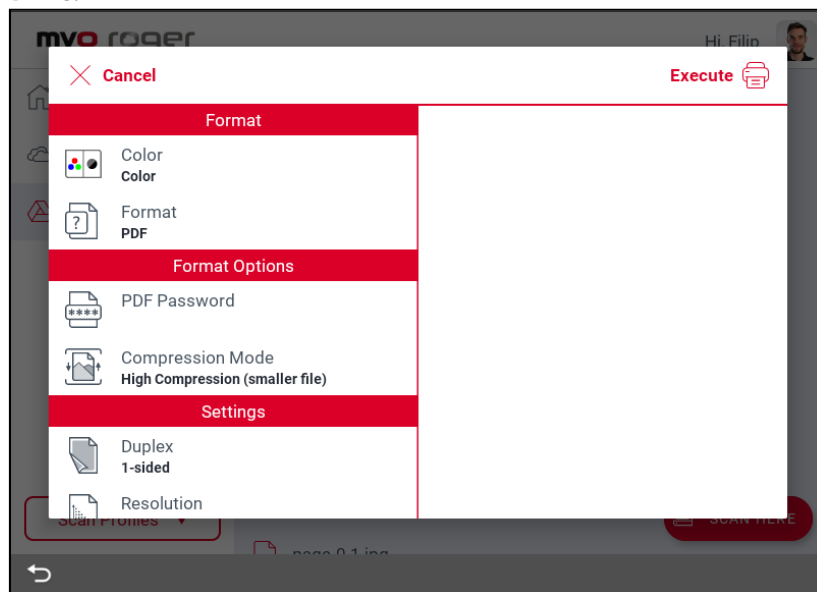 mvo roger
Hi, Filip
Cancel
Execute
Format
Color
Color
Format
?
PDF
Format Options
PDF Password
****
Compression Mode
High Compression (smaller file)
Settings
Duplex
1-sided
Resolution
Scan Profiles
SCAN HERE
page-0 1.jpg